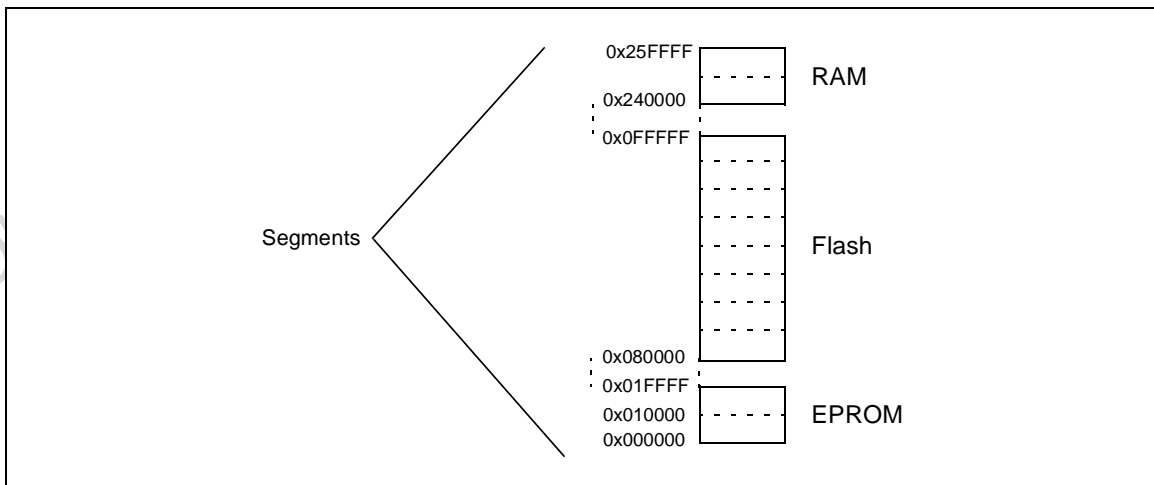 0x25FFFF
RAM
0x240000
0x0FFFFF
Segments
Flash
0x080000
0x01FFFF
0x010000
EPROM
0x000000